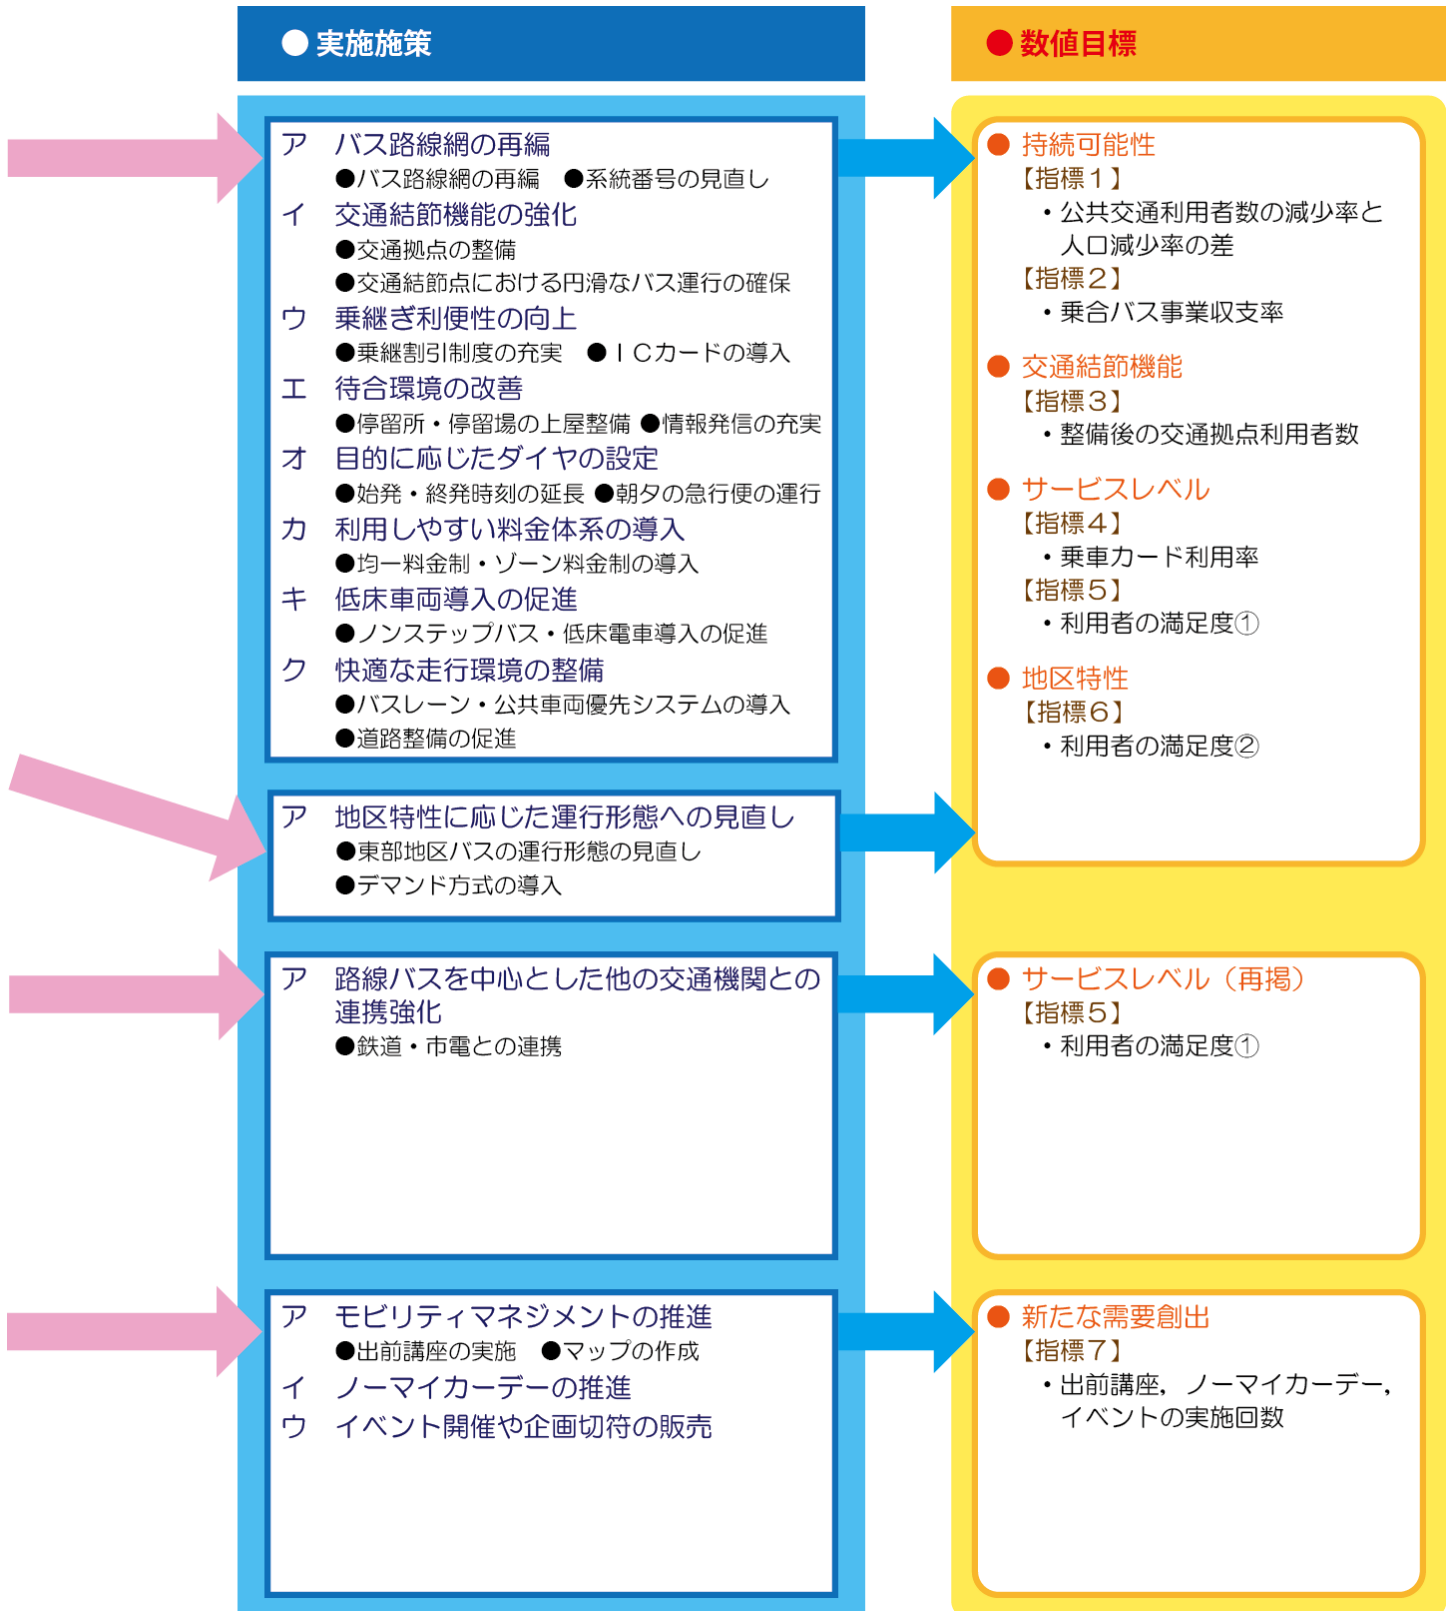 ● 実施施策
ア　バス路線網の再編
●バス路線網の再編　●系統番号の見直し
イ　交通結節機能の強化
●交通拠点の整備
●交通結節点における円滑なバス運行の確保
ウ　乗継ぎ利便性の向上
●乗継割引制度の充実　●ＩＣカードの導入
エ　待合環境の改善
●停留所・停留場の上屋整備 ●情報発信の充実
オ　目的に応じたダイヤの設定
●始発・終発時刻の延長 ●朝夕の急行便の運行
カ　利用しやすい料金体系の導入
●均一料金制・ゾーン料金制の導入
キ　低床車両導入の促進
●ノンステップバス・低床電車導入の促進
ク　快適な走行環境の整備
●バスレーン・公共車両優先システムの導入
●道路整備の促進
ア　地区特性に応じた運行形態への見直し
●東部地区バスの運行形態の見直し
●デマンド方式の導入
ア　路線バスを中心とした他の交通機関との
連携強化
●鉄道・市電との連携
ア　モビリティマネジメントの推進
●出前講座の実施　●マップの作成
イ　ノーマイカーデーの推進
ウ　イベント開催や企画切符の販売
● 数値目標
● 持続可能性
【指標１】
・公共交通利用者数の減少率と
人口減少率の差
【指標２】
・乗合バス事業収支率
● 交通結節機能
【指標３】
・整備後の交通拠点利用者数
● サービスレベル
【指標４】
・乗車カード利用率
【指標５】
・利用者の満足度①
● 地区特性
【指標６】
・利用者の満足度②
● サービスレベル（再掲）
【指標５】
・利用者の満足度①
● 新たな需要創出
【指標７】
・出前講座，ノーマイカーデー，
イベントの実施回数